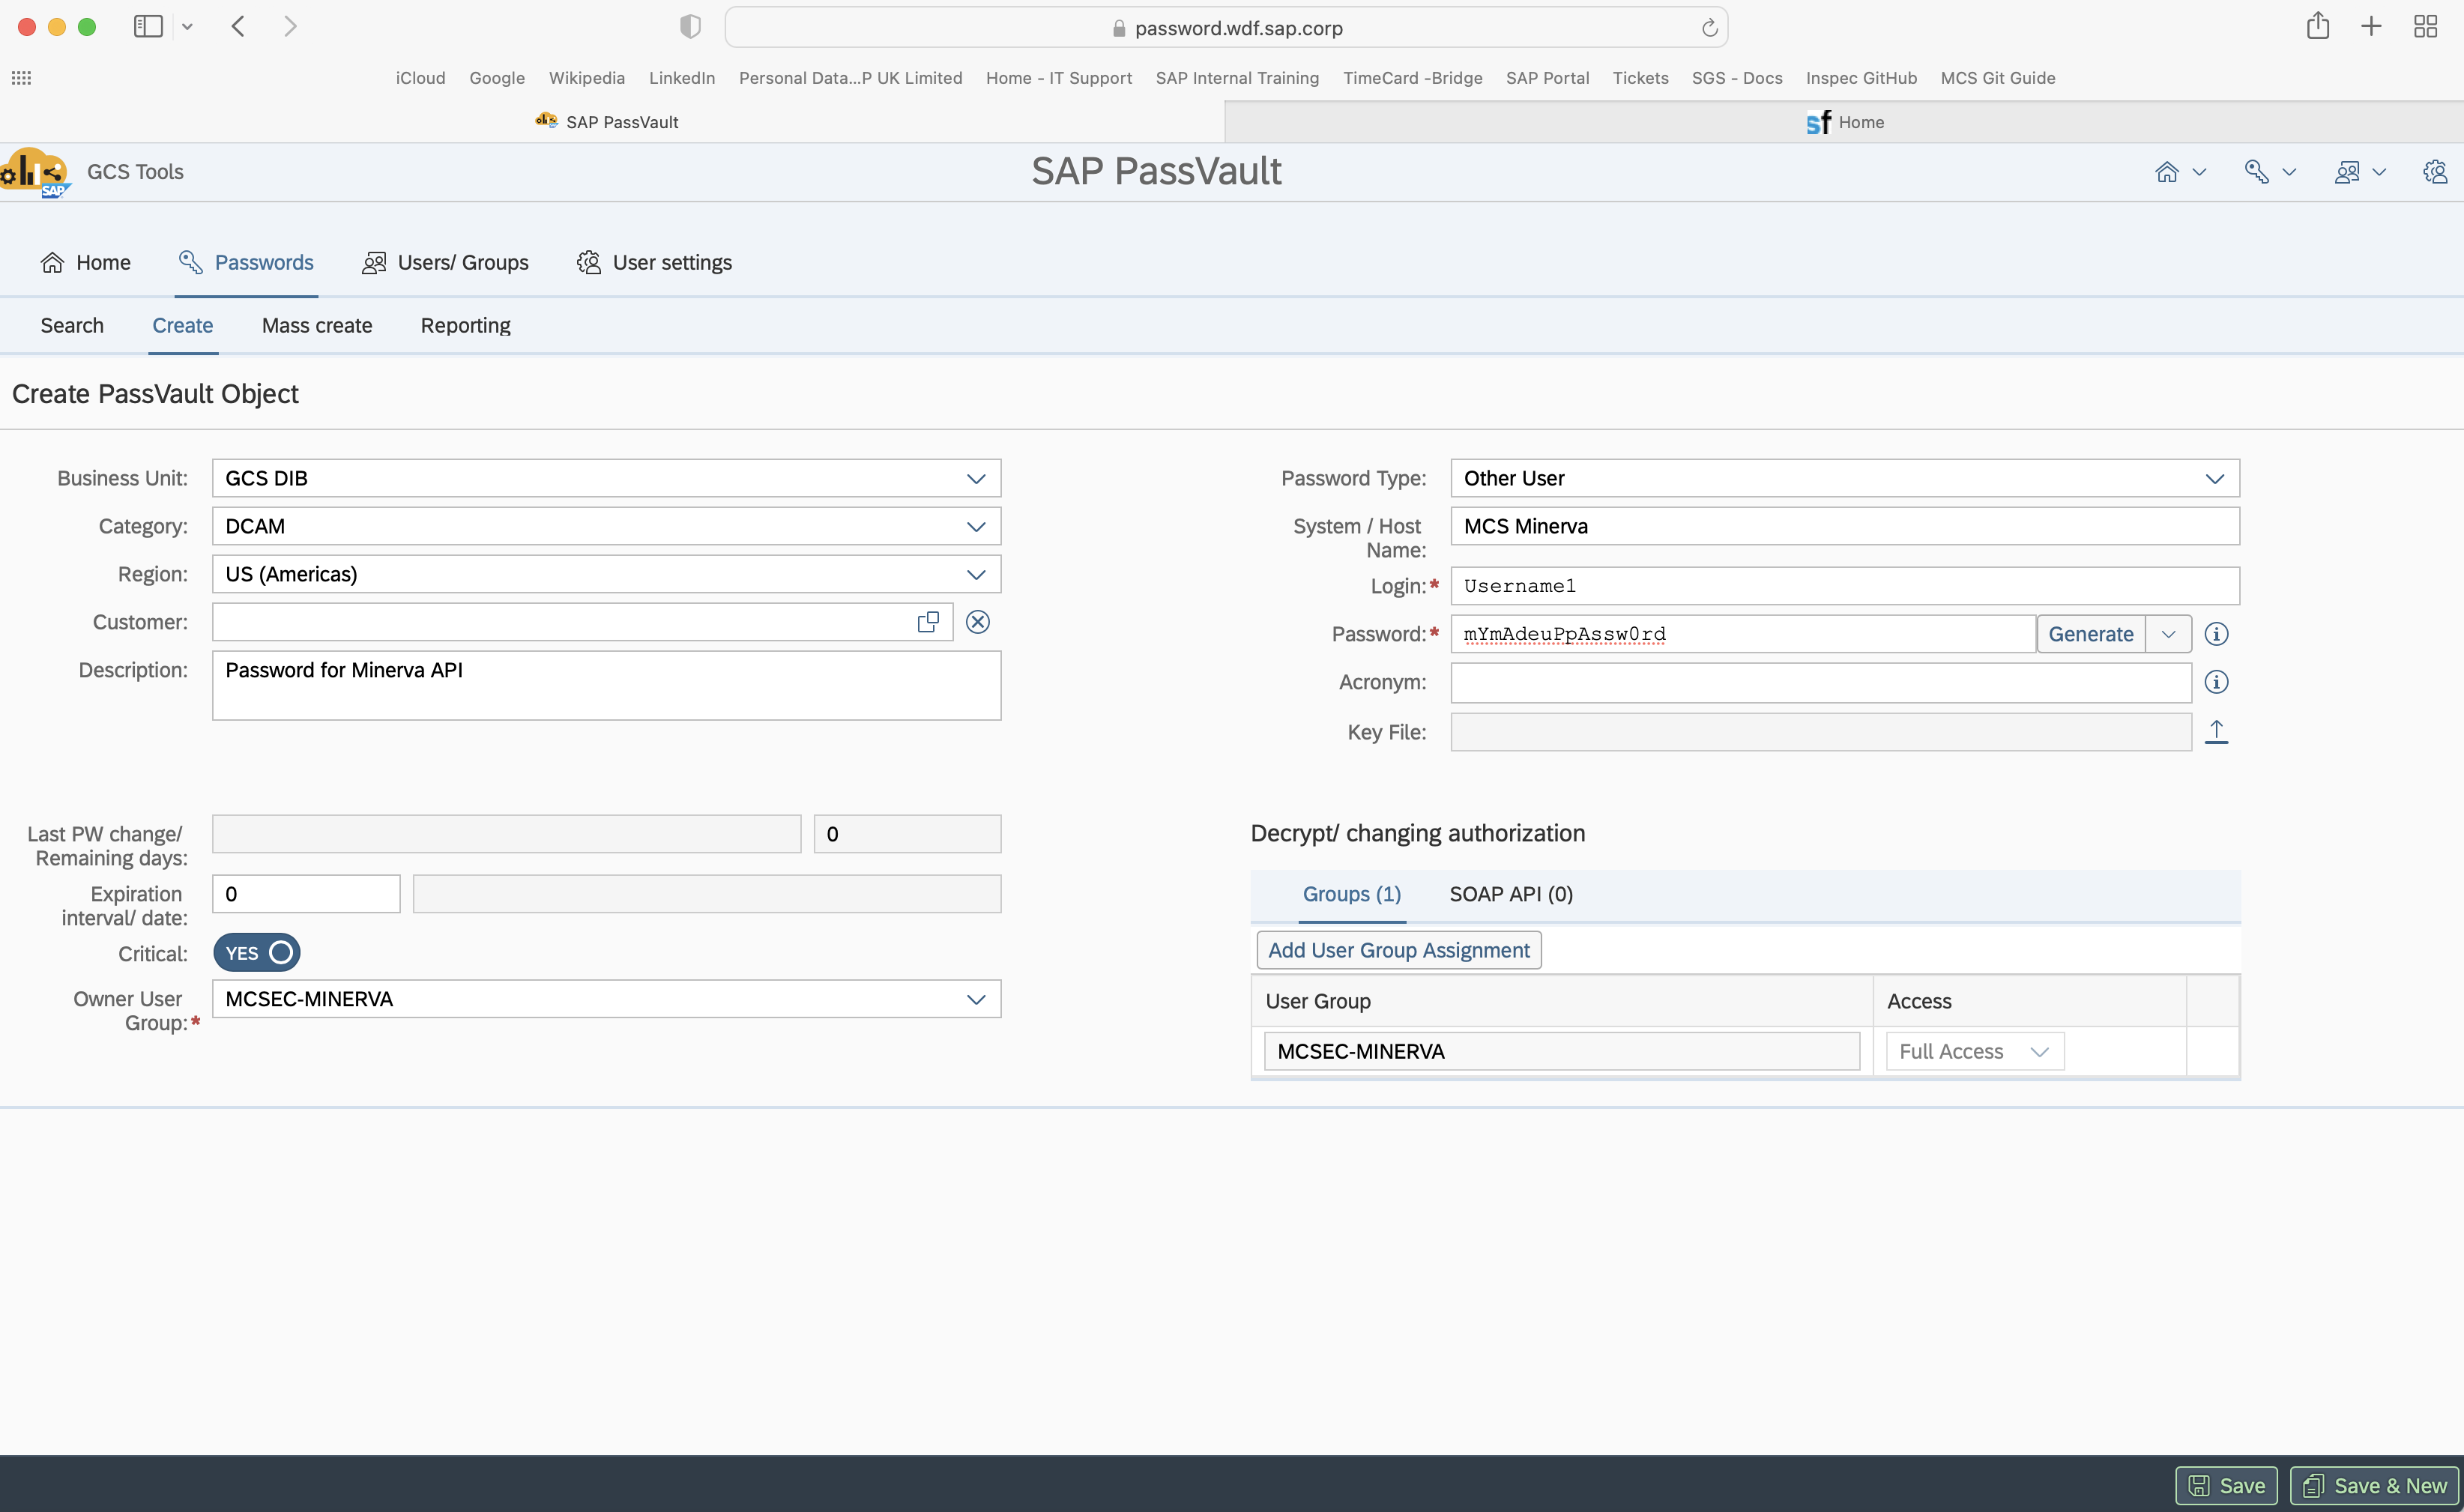 password.wdf.sap.corp
iCloud Google Wikipedia LinkedIn Personal Data...P UK Limited Home - IT Support SAP Internal Training TimeCard -Bridge SAP Portal Tickets SGS - Docs Inspec GitHub MCS Git Guide
SAP PassVault
sf Home
SAP GCS Tools
SAP PassVault
Home Passwords Users/ Groups User settings
Search Create Mass create Reporting
Create PassVault Object
Business Unit: GCS DIB
Category: DCAM
Region: US (Americas)
Customer:
Description: Password for Minerva API
Last PW change/
Remaining days: 0
Expiration
interval/ date: 0
Critical: YES
Owner User
Group:* MCSEC-MINERVA
Password Type: Other User
System / Host
Name: MCS Minerva
Login:* Username1
Password:* mYmAdeuPpAssw0rd Generate
Acronym:
Key File:
Decrypt/ changing authorization
Groups (1) SOAP API (0)
Add User Group Assignment
User Group Access
MCSEC-MINERVA Full Access
Save Save & New